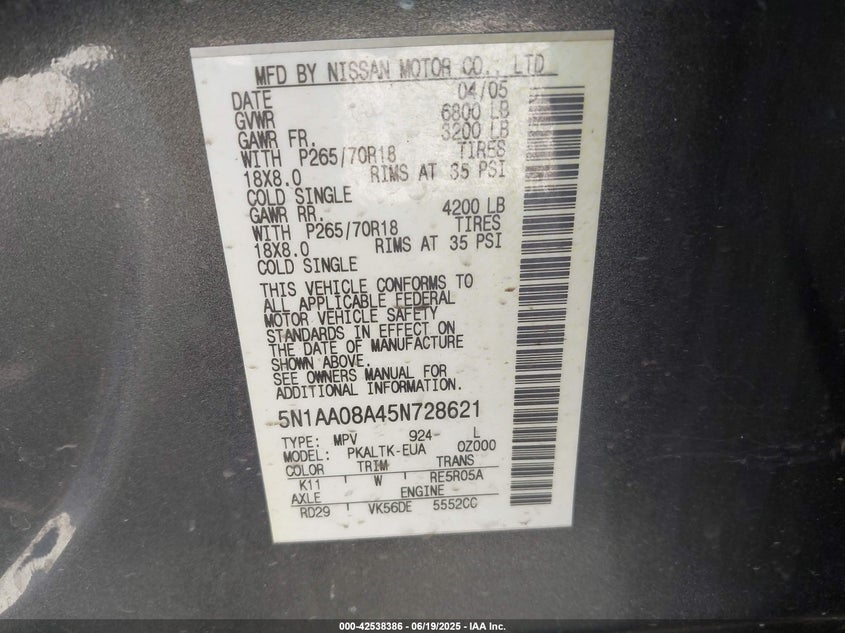 MFD BY NISSAN MOTOR CO., LTD
DATE 04/05
GVWR 6800 LB
GAWR FR. 3200 LB
WITH P265/70R18 TIRES
18X8.0 RIMS AT 35 PSI
COLD SINGLE
GAWR RR. 4200 LB
WITH P265/70R18 TIRES
18X8.0 RIMS AT 35 PSI
COLD SINGLE
THIS VEHICLE CONFORMS TO
ALL APPLICABLE FEDERAL
MOTOR VEHICLE SAFETY
STANDARDS IN EFFECT ON
THE DATE OF MANUFACTURE
SHOWN ABOVE.
SEE OWNERS MANUAL FOR
ADDITIONAL INFORMATION.
5N1AA08A45N728621
TYPE: MPV 924- L
MODEL: PKALTK-EUA 0Z000
COLOR TRIM TRANS
K11 W RE5R05A
AXLE ENGINE
RD29 VK56DE 5552CC
000-42538386 - 06/19/2025 - IAA Inc.